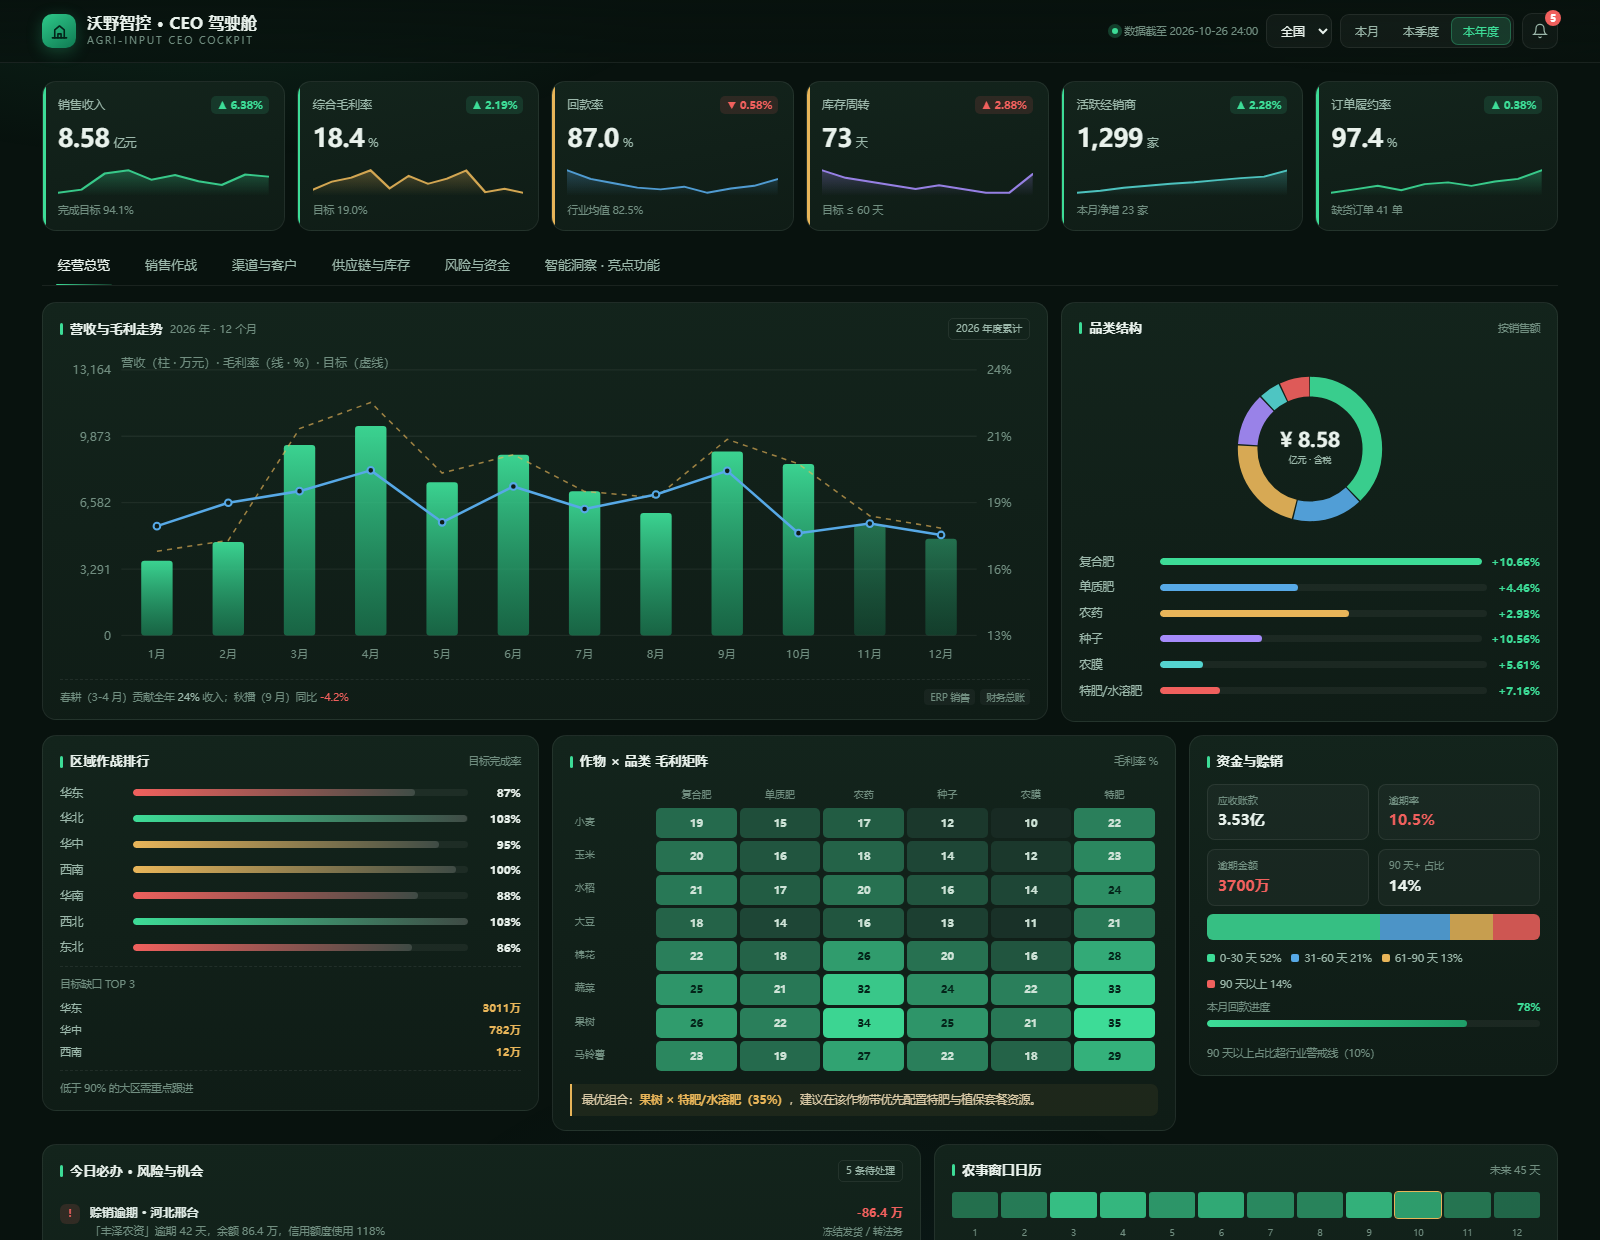 沃野智控 • CEO 驾驶舱
AGRI-INPUT CEO COCKPIT
数据截至 2026-10-26 24:00
全国
本月 本季度 本年度
5
销售收入 ▲ 6.38%
8.58 亿元
完成目标 94.1%
综合毛利率 ▲ 2.19%
18.4 %
目标 19.0%
回款率 ▼ 0.58%
87.0 %
行业均值 82.5%
库存周转 ▲ 2.88%
73 天
目标 ≤ 60 天
活跃经销商 ▲ 2.28%
1,299 家
本月净增 23 家
订单履约率 ▲ 0.38%
97.4 %
缺货订单 41 单
经营总览 销售作战 渠道与客户 供应链与库存 风险与资金 智能洞察 · 亮点功能
营收与毛利走势 2026 年 · 12 个月 2026 年度累计
营收（柱 · 万元）· 毛利率（线 · %）· 目标（虚线）
13,164 24%
9,873 21%
6,582 19%
3,291 16%
0 13%
1月 2月 3月 4月 5月 6月 7月 8月 9月 10月 11月 12月
春耕（3-4 月）贡献全年 24% 收入；秋播（9 月）同比 -4.2%
ERP 销售 财务总账
品类结构 按销售额
¥ 8.58
亿元 · 含税
复合肥 +10.66%
单质肥 +4.46%
农药 +2.93%
种子 +10.56%
农膜 +5.61%
特肥/水溶肥 +7.16%
区域作战排行 目标完成率
华东 87%
华北 103%
华中 95%
西南 100%
华南 88%
西北 103%
东北 86%
目标缺口 TOP 3
华东 3011万
华中 782万
西南 12万
低于 90% 的大区需重点跟进
作物 × 品类 毛利矩阵 毛利率 %
复合肥 单质肥 农药 种子 农膜 特肥
小麦 19 15 17 12 10 22
玉米 20 16 18 14 12 23
水稻 21 17 20 16 14 24
大豆 18 14 16 13 11 21
棉花 22 18 26 20 16 28
蔬菜 25 21 32 24 22 33
果树 26 22 34 25 21 35
马铃薯 23 19 27 22 18 29
最优组合：果树 × 特肥/水溶肥（35%），建议在该作物带优先配置特肥与植保套餐资源。
资金与赊销
应收账款
3.53亿
逾期率
10.5%
逾期金额
3700万
90 天+ 占比
14%
0-30 天 52% 31-60 天 21% 61-90 天 13%
90 天以上 14%
本月回款进度 78%
90 天以上占比超行业警戒线（10%）
今日必办 • 风险与机会 5 条待处理
! 赊销逾期 • 河北邢台 -86.4 万
「丰泽农资」逾期 42 天，余额 86.4 万，信用额度使用 118% 冻结发货 / 转法务
农事窗口日历 未来 45 天
1 2 3 4 5 6 7 8 9 10 11 12